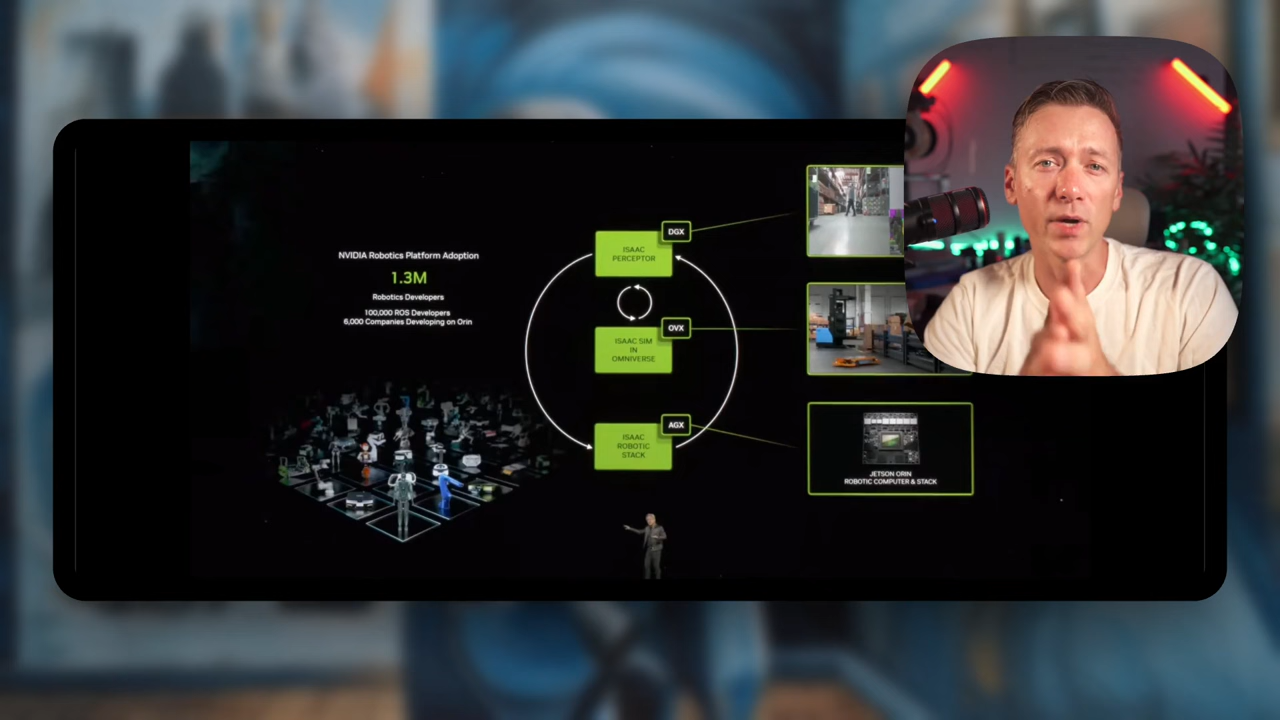 NVIDIA Robotics Platform Adoption
1.3M
Robotics Developers
100,000 ROS Developers
6,000 Companies Developing on Orin
DGX
ISAAC
PERCEPTOR
OVX
ISAAC SIM
IN
OMNIVERSE
AGX
ISAAC
ROBOTIC
STACK
JETSON ORIN
ROBOTIC COMPUTER & STACK